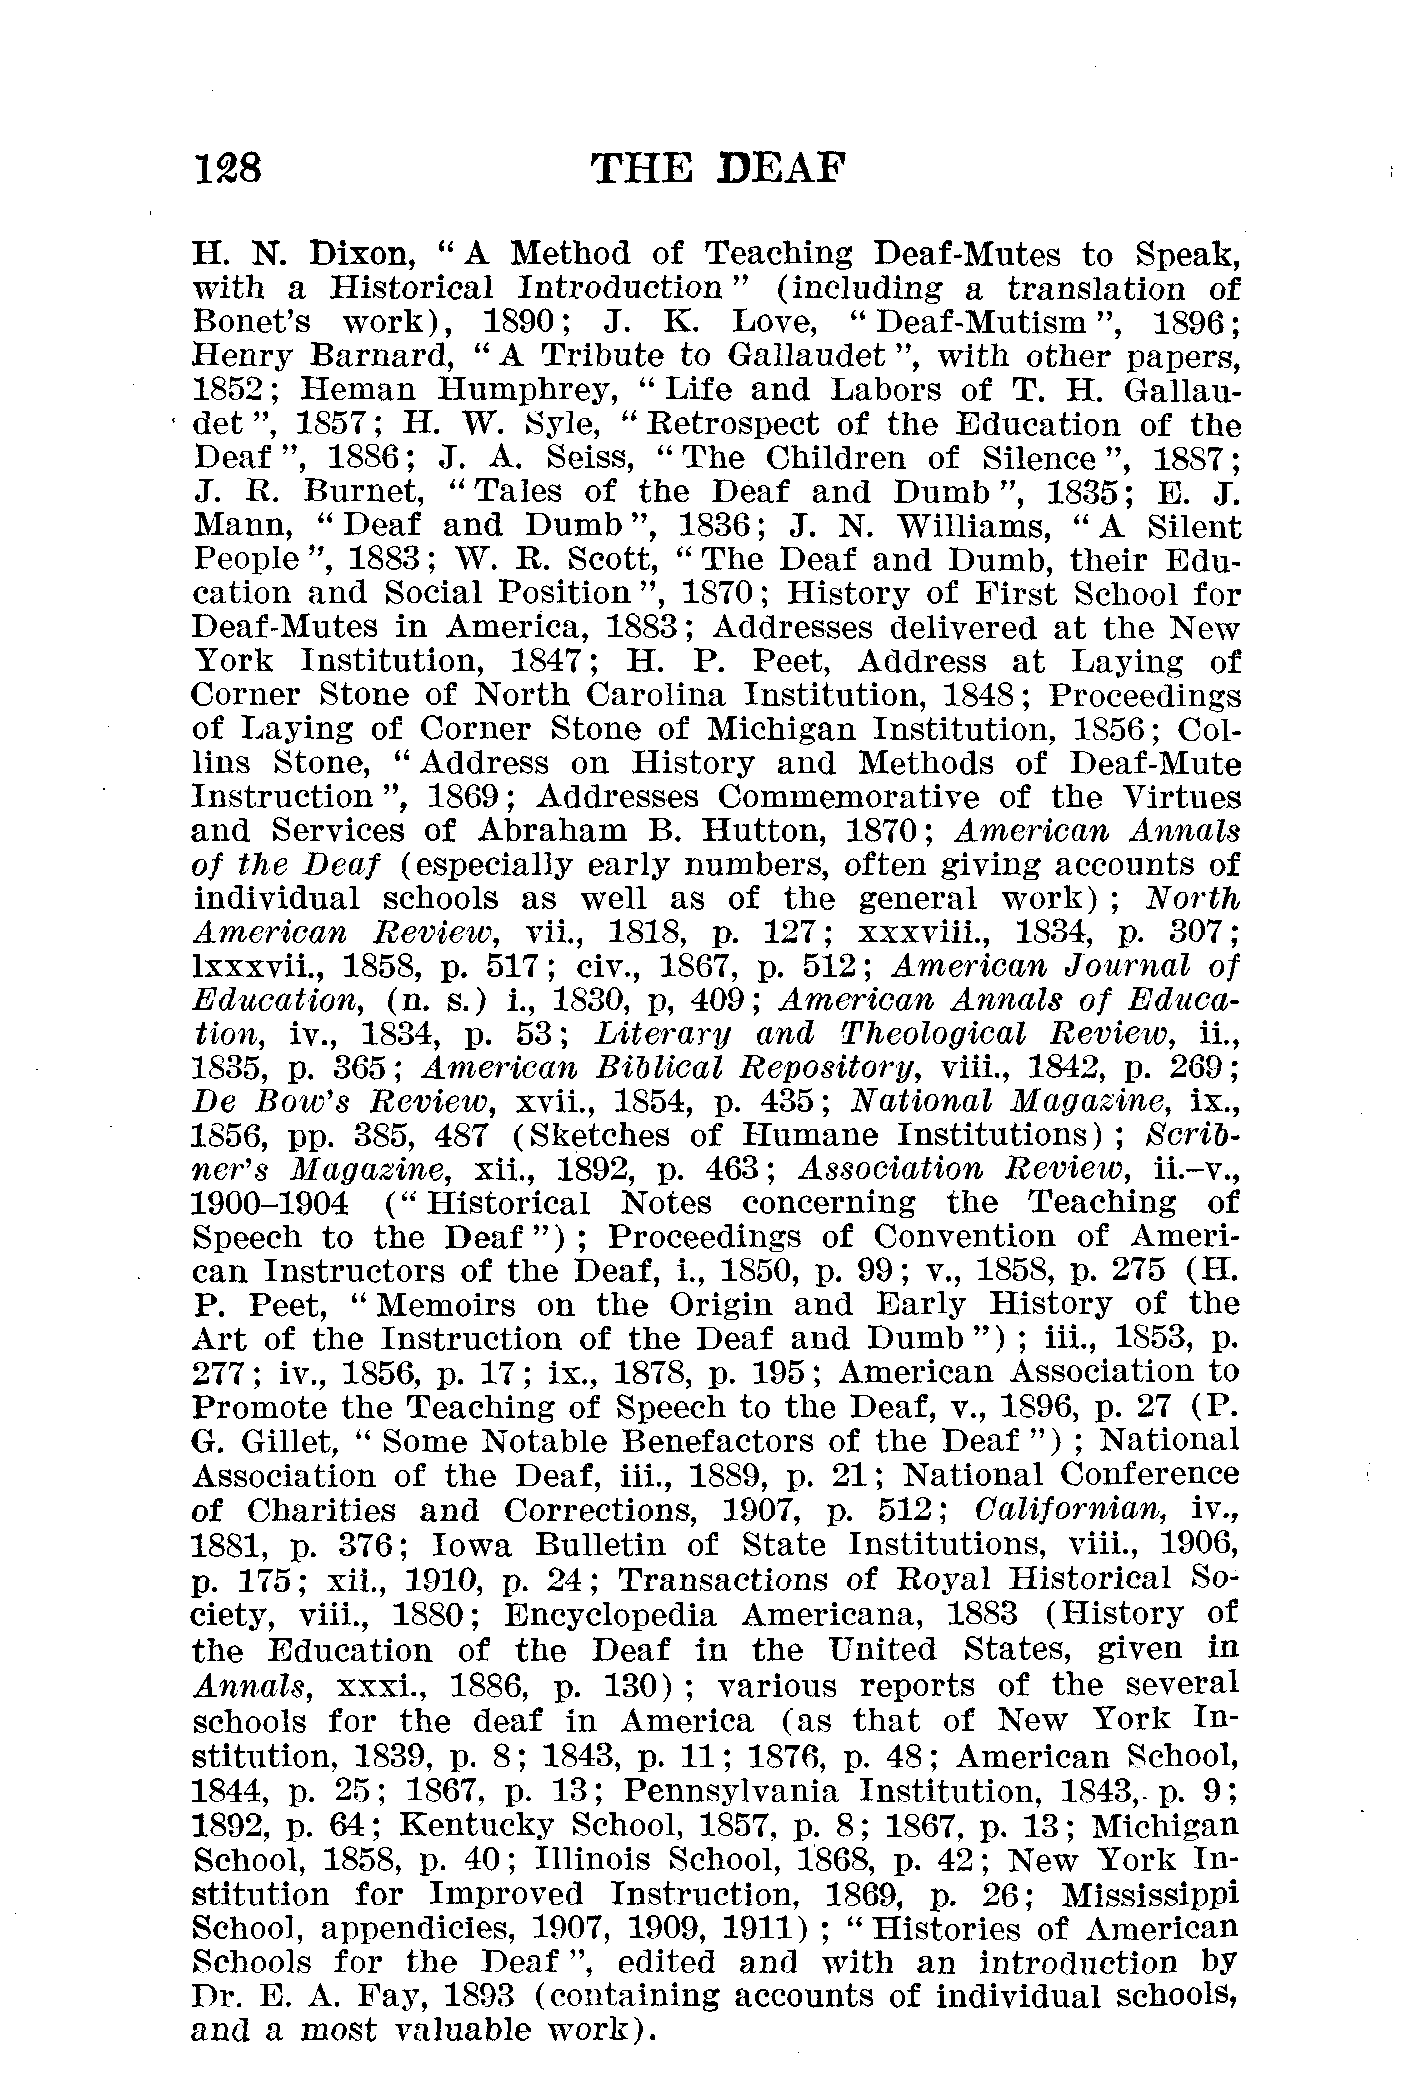 128 THE DEAF
H. N. Dixon, “ A Method of Teaching Deaf-Mutes to Speak,
with a Historical Introduction ” (including a translation of
Bonet’s work), 1890; J. K. Love, “ Deaf-Mutism ”, 1896;
Henry Barnard, “ A Tribute to Gallaudet ”, with other papers,
1852; Heman Humphrey, “ Life and Labors of T. H. Gallau-
det ”, 1857; H. W. Syle, “ Retrospect of the Education of the
Deaf ”, 1886; J. A. Seiss, “ The Children of Silence ”, 1887;
J. R. Burnet, “ Tales of the Deaf and Dumb ”, 1835; E. J.
Mann, “ Deaf and Dumb ”, 1836; J. N. Williams, “ A Silent
People ”, 1883; W. R. Scott, “ The Deaf and Dumb, their Edu-
cation and Social Position ”, 1870; History of First School for
Deaf-Mutes in America, 1883; Addresses delivered at the New
York Institution, 1847; H. P. Peet, Address at Laying of
Corner Stone of North Carolina Institution, 1848; Proceedings
of Laying of Corner Stone of Michigan Institution, 1856; Col-
lins Stone, “ Address on History and Methods of Deaf-Mute
Instruction ”, 1869; Addresses Commemorative of the Virtues
and Services of Abraham B. Hutton, 1870; American Annals
of the Deaf (especially early numbers, often giving accounts of
individual schools as well as of the general work) ; North
American Review, vii., 1818, p. 127; xxxviii., 1834, p. 307;
lxxxvii., 1858, p. 517; civ., 1867, p. 512; American Journal of
Education, (n. s.) i., 1830, p, 409; American Annals of Educa-
tion, iv., 1834, p. 53; Literary and Theological Review, ii.,
1835, p. 365; American Biblical Repository, viii., 1842, p. 269;
De Bow’s Review, xvii., 1854, p. 435; National Magazine, ix.,
1856, pp. 385, 487 (Sketches of Humane Institutions) ; Scrib-
ner’s Magazine, xii., 1892, p. 463; Association Review, ii.–v.,
1900–1904 (“ Historical Notes concerning the Teaching of
Speech to the Deaf ”) ; Proceedings of Convention of Ameri-
can Instructors of the Deaf, i., 1850, p. 99; v., 1858, p. 275 (H.
P. Peet, “ Memoirs on the Origin and Early History of the
Art of the Instruction of the Deaf and Dumb ”) ; iii., 1853, p.
277; iv., 1856, p. 17; ix., 1878, p. 195; American Association to
Promote the Teaching of Speech to the Deaf, v., 1896, p. 27 (P.
G. Gillet, “ Some Notable Benefactors of the Deaf ”) ; National
Association of the Deaf, iii., 1889, p. 21; National Conference
of Charities and Corrections, 1907, p. 512; Californian, iv.,
1881, p. 376; Iowa Bulletin of State Institutions, viii., 1906,
p. 175; xii., 1910, p. 24; Transactions of Royal Historical So-
ciety, viii., 1880; Encyclopedia Americana, 1883 (History of
the Education of the Deaf in the United States, given in
Annals, xxxi., 1886, p. 130) ; various reports of the several
schools for the deaf in America (as that of New York In-
stitution, 1839, p. 8; 1843, p. 11; 1876, p. 48; American School,
1844, p. 25; 1867, p. 13; Pennsylvania Institution, 1843, p. 9;
1892, p. 64; Kentucky School, 1857, p. 8; 1867, p. 13; Michigan
School, 1858, p. 40; Illinois School, 1868, p. 42; New York In-
stitution for Improved Instruction, 1869, p. 26; Mississippi
School, appendicies, 1907, 1909, 1911) ; “ Histories of American
Schools for the Deaf ”, edited and with an introduction by
Dr. E. A. Fay, 1893 (containing accounts of individual schools,
and a most valuable work).